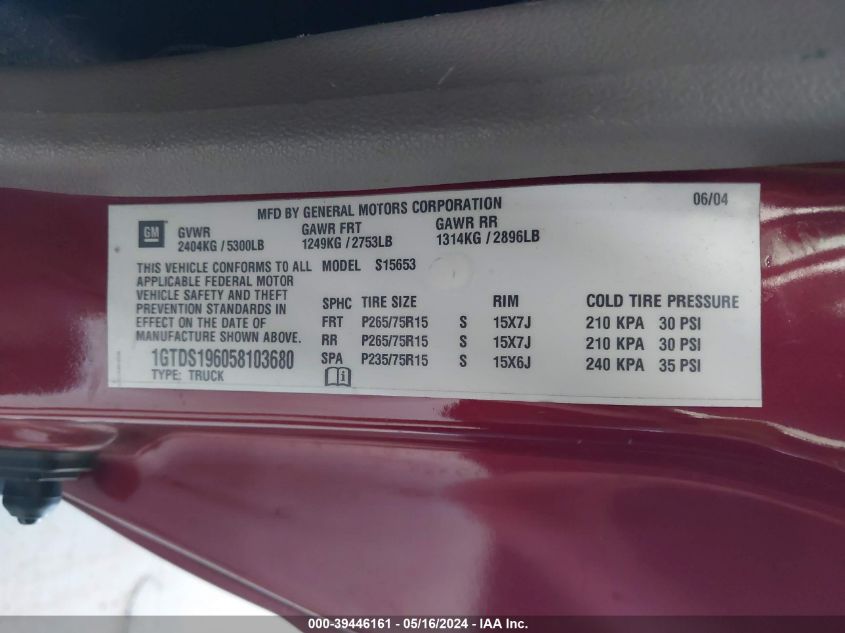 MFD BY GENERAL MOTORS CORPORATION 06/04
GM GVWR GAWR FRT GAWR RR
2404KG / 5300LB 1249KG / 2753LB 1314KG / 2896LB
THIS VEHICLE CONFORMS TO ALL MODEL S15653
APPLICABLE FEDERAL MOTOR
VEHICLE SAFETY AND THEFT
PREVENTION STANDARDS IN
EFFECT ON THE DATE OF
MANUFACTURE SHOWN ABOVE.
1GTDS196058103680
TYPE: TRUCK
SPHC TIRE SIZE RIM COLD TIRE PRESSURE
FRT P265/75R15 S 15X7J 210 KPA 30 PSI
RR P265/75R15 S 15X7J 210 KPA 30 PSI
SPA P235/75R15 S 15X6J 240 KPA 35 PSI
000-39446161 - 05/16/2024 - IAA Inc.